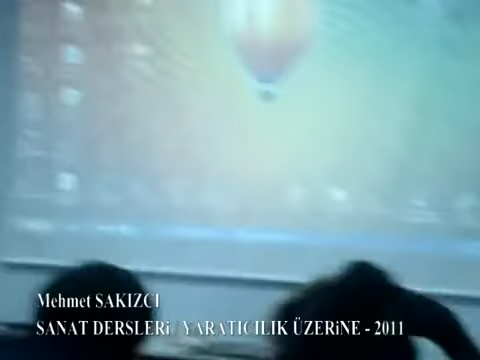 Mehmet SAKIZCI
SANAT DERSLERi / YARATICILIK ÜZERiNE - 2011